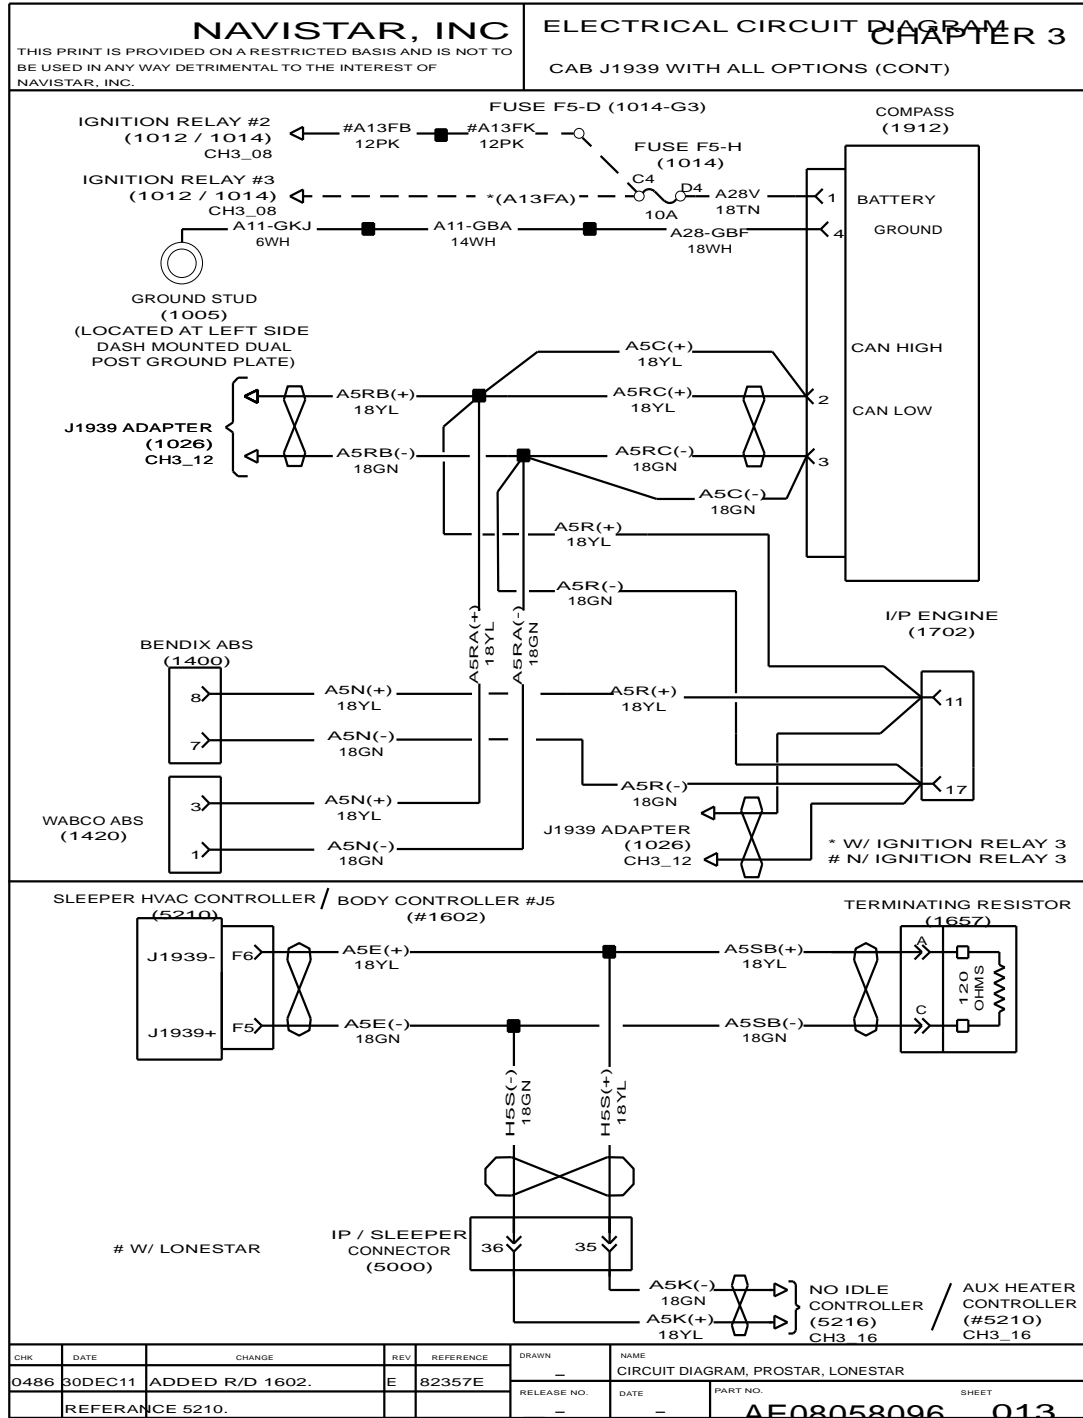 NAVISTAR, INC
THIS PRINT IS PROVIDED ON A RESTRICTED BASIS AND IS NOT TO
BE USED IN ANY WAY DETRIMENTAL TO THE INTEREST OF
NAVISTAR, INC.
ELECTRICAL CIRCUIT DIAGRAM
CHAPTER 3
CAB J1939 WITH ALL OPTIONS (CONT)
FUSE F5-D (1014-G3)
COMPASS
(1912)
IGNITION RELAY #2
(1012 / 1014)
CH3_08
#A13FB
12PK
#A13FK
12PK
FUSE F5-H
(1014)
IGNITION RELAY #3
(1012 / 1014)
CH3_08
*(A13FA)
C4
D4
10A
A28V
18TN
1
BATTERY
A11-GKJ
6WH
A11-GBA
14WH
A28-GBF
18WH
4
GROUND
GROUND STUD
(1005)
(LOCATED AT LEFT SIDE
DASH MOUNTED DUAL
POST GROUND PLATE)
A5C(+)
18YL
CAN HIGH
A5RB(+)
18YL
A5RC(+)
18YL
2
CAN LOW
J1939 ADAPTER
(1026)
CH3_12
A5RB(-)
18GN
A5RC(-)
18GN
3
A5C(-)
18GN
A5R(+)
18YL
A5R(-)
18GN
A5RA(+)
18YL
A5RA(-)
18GN
I/P ENGINE
(1702)
BENDIX ABS
(1400)
8
A5N(+)
18YL
A5R(+)
18YL
11
7
A5N(-)
18GN
A5R(-)
18GN
17
WABCO ABS
(1420)
3
A5N(+)
18YL
1
A5N(-)
18GN
J1939 ADAPTER
(1026)
CH3_12
* W/ IGNITION RELAY 3
# N/ IGNITION RELAY 3
SLEEPER HVAC CONTROLLER
(5210)
/
BODY CONTROLLER #J5
(#1602)
TERMINATING RESISTOR
(1657)
J1939-
F6
A5E(+)
18YL
A5SB(+)
18YL
A
120
OHMS
J1939+
F5
A5E(-)
18GN
A5SB(-)
18GN
C
H5S(-)
18GN
H5S(+)
18YL
# W/ LONESTAR
IP / SLEEPER
CONNECTOR
(5000)
36
35
A5K(-)
18GN
A5K(+)
18YL
NO IDLE
CONTROLLER
(5216)
CH3_16
/
AUX HEATER
CONTROLLER
(#5210)
CH3_16
CHK DATE CHANGE REV REFERENCE
0486 30DEC11 ADDED R/D 1602. E 82357E
REFERANCE 5210.
DRAWN
–
NAME
CIRCUIT DIAGRAM, PROSTAR, LONESTAR
RELEASE NO.
–
DATE
–
PART NO.
AE08058096
SHEET
013